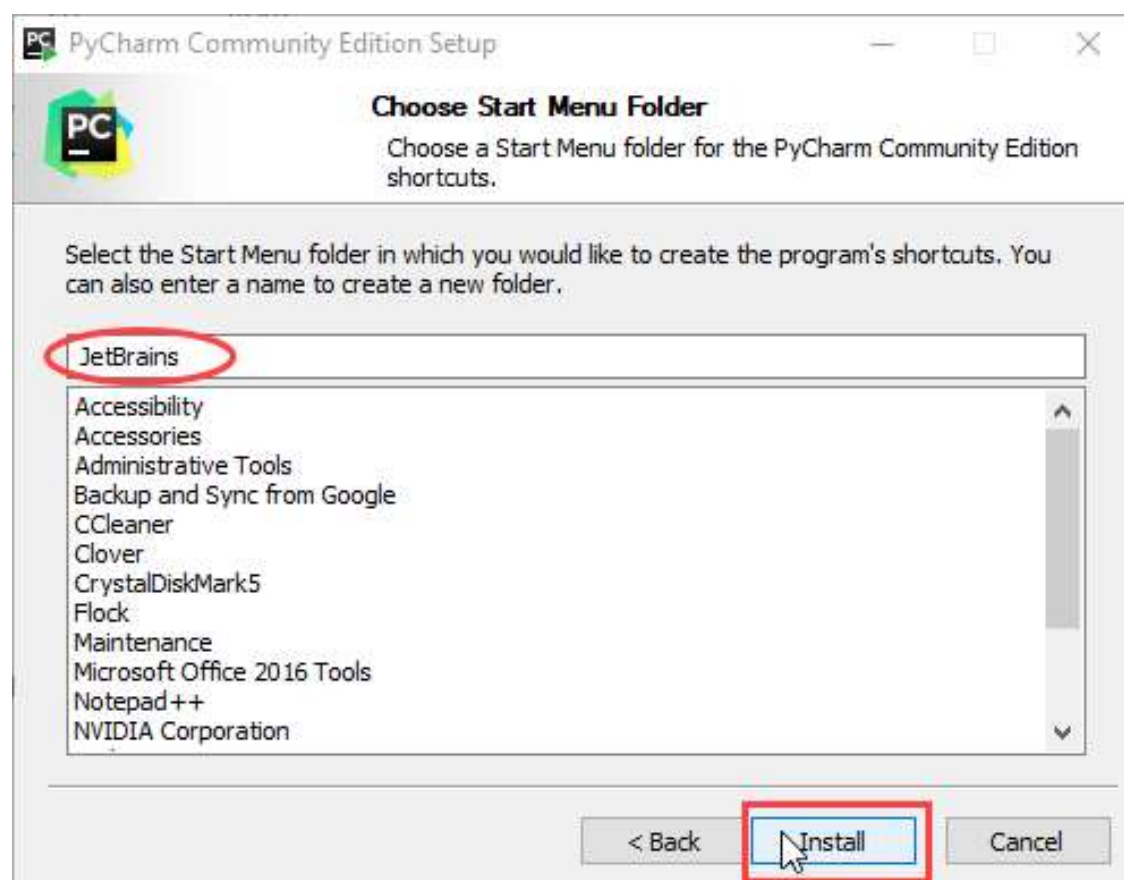 PyCharm Community Edition Setup
Choose Start Menu Folder
PC
Choose a Start Menu folder for the PyCharm Community Edition
shortcuts.
Select the Start Menu folder in which you would like to create the program's shortcuts. You
can also enter a name to create a new folder.
JetBrains
Accessibility
Accessories
Administrative Tools
Backup and Sync from Google
CCleaner
Clover
CrystalDiskMark5
Flock
Maintenance
Microsoft Office 2016 Tools
Notepad++
NVIDIA Corporation
< Back Install Cancel